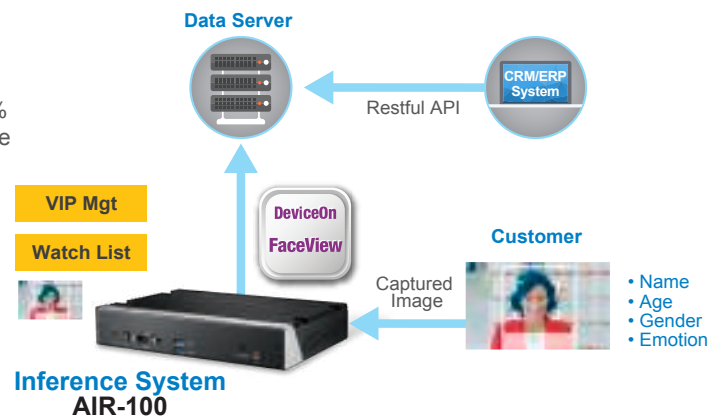 Data Server
CRM/ERP
System
Restful API
%
e
VIP Mgt
Watch List
DeviceOn
FaceView
Customer
Captured
Image
• Name
• Age
• Gender
• Emotion
Inference System
AIR-100